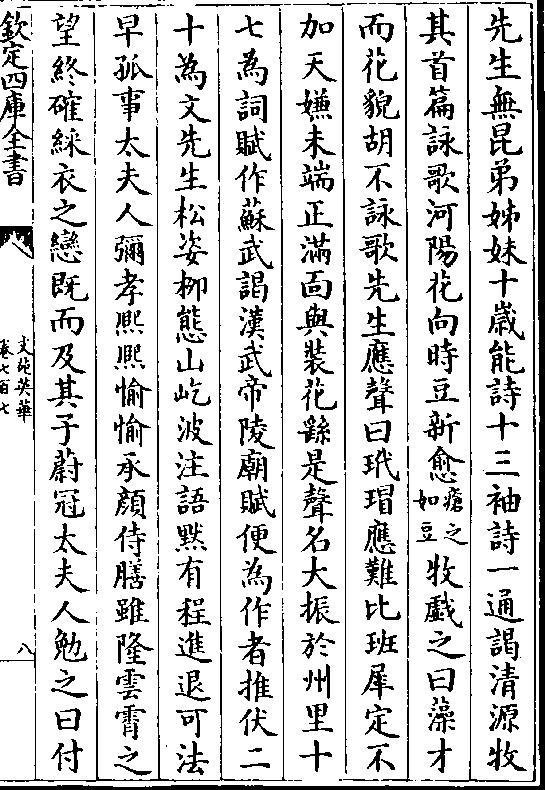 先生無昆弟姊妹十歲能詩十三袖詩一通謁清源牧
其首篇詠歌河陽花向時豆新愈瘡之如豆牧戲之曰藻才
而花貌胡不詠歌先生應聲曰玳瑁應難比班犀定不
加天嫌未端正滿面與裝花繇是聲名大振於州里十
七為詞賦作蘇武謁漢武帝陵廟賦便為作者推伏二
十為文先生松姿柳態山屹波注語黙有程進退可法
早孤事太夫人彌孝熙熙愉愉承顔侍膳雖隆雲霄之
望終確綵衣之戀既而及其子蔚冠太夫人勉之曰付
欽定四庫全書
文苑英華
卷七百七
八